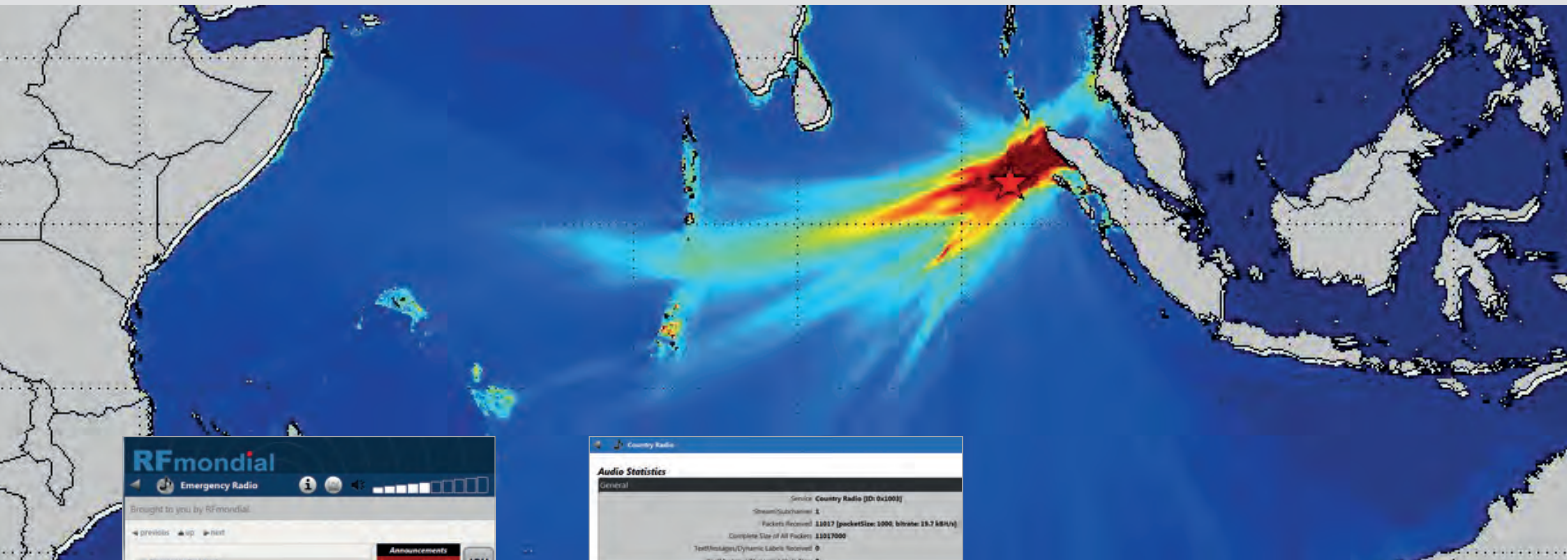 RFmondial
Emergency Radio
Brought to you by RFmondial.
previous up next
Announcements
Country Radio
Audio Statistics
General
Service Country Radio [ID: 0x1003]
Stream/Subchannel 1
Packets Received 11017 [packetSize: 1000, bitrate: 19.7 kBit/s]
Complete Size of All Packets 11017000
Text Messages/Dynamic Labels Received 0